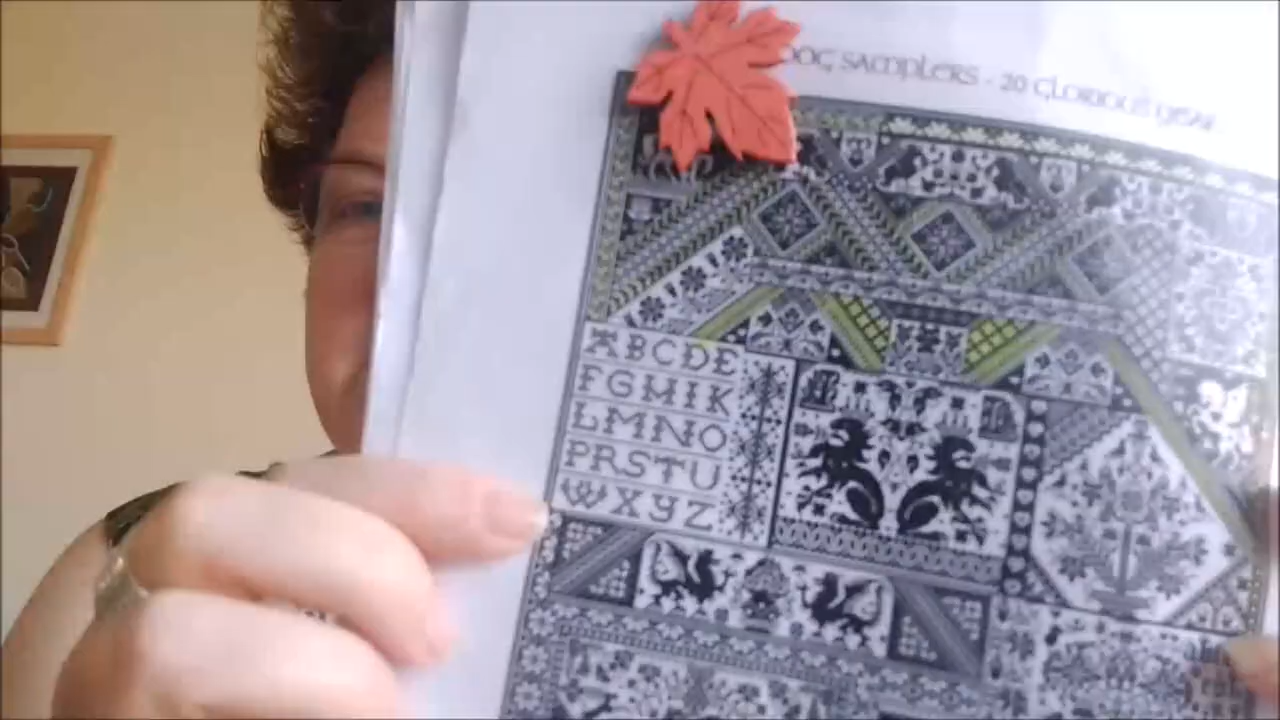 SAMPLERS - 20 GLORIOUS
ABCDE
FGHIK
LMNO
PRSTU
WXYZ